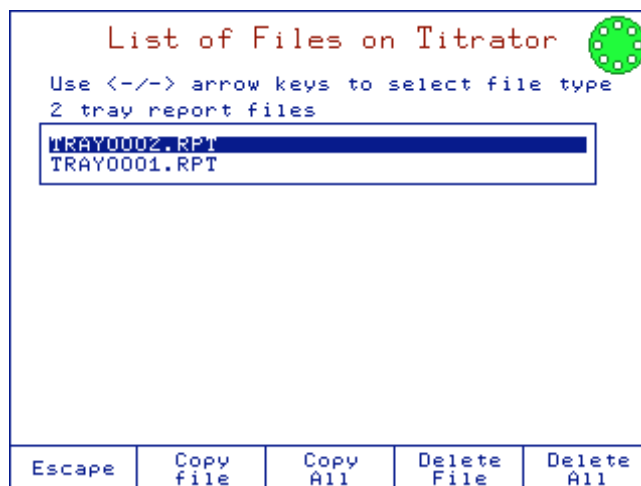 List of Files on Titrator
Use <-/-> arrow keys to select file type
2 tray report files
TRAY0002.RPT
TRAY0001.RPT
Escape
Copy
file
Copy
All
Delete
File
Delete
All